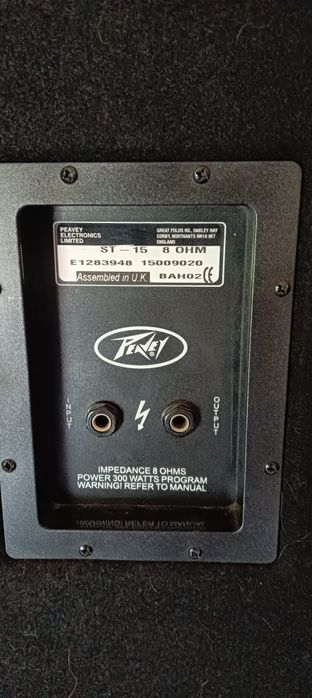 PEAVEY
ELECTRONICS
LIMITED
GREAT FOLDS RD., OAKLEY HAY
CORBY, NORTHANTS NN18 9ET
ENGLAND
ST-15 8 OHM
E1283948 15009020
Assembled in U.K. BAH02 CE
PEAVEY ®
INPUT
OUTPUT
IMPEDANCE 8 OHMS
POWER 300 WATTS PROGRAM
WARNING! REFER TO MANUAL